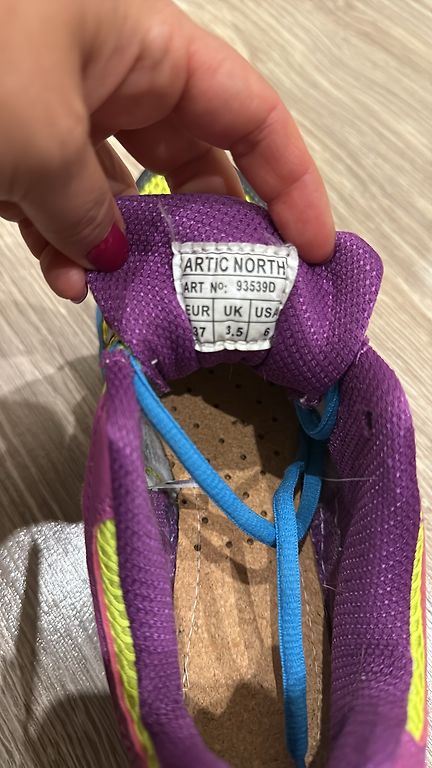 ARTIC NORTH
ART Nº: 93539D
EUR UK USA
37 3.5 6